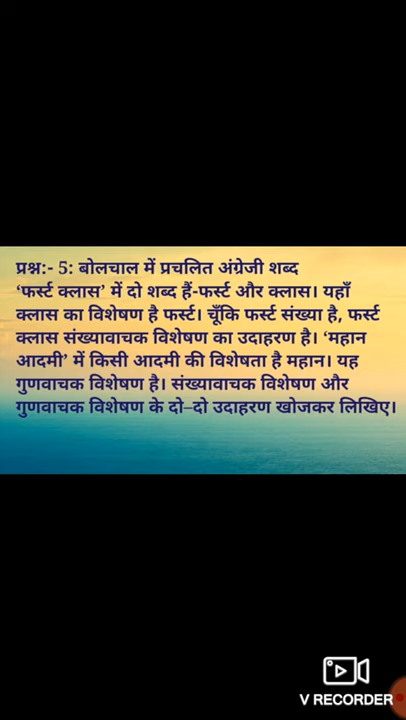 प्रश्न:- 5: बोलचाल में प्रचलित अंग्रेजी शब्द
‘फर्स्ट क्लास’ में दो शब्द हैं-फर्स्ट और क्लास। यहाँ
क्लास का विशेषण है फर्स्ट। चूँकि फर्स्ट संख्या है, फर्स्ट
क्लास संख्यावाचक विशेषण का उदाहरण है। ‘महान
आदमी’ में किसी आदमी की विशेषता है महान। यह
गुणवाचक विशेषण है। संख्यावाचक विशेषण और
गुणवाचक विशेषण के दो–दो उदाहरण खोजकर लिखिए।
V RECORDER